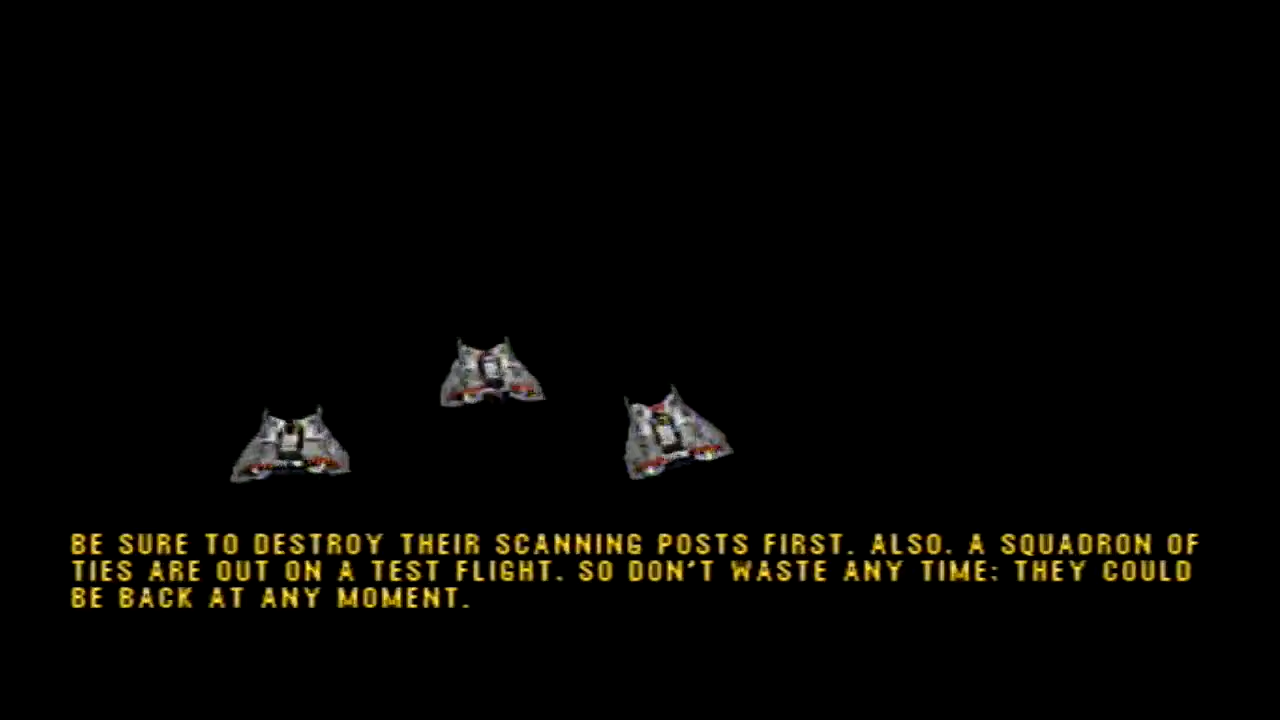 BE SURE TO DESTROY THEIR SCANNING POSTS FIRST. ALSO, A SQUADRON OF
TIES ARE OUT ON A TEST FLIGHT. SO DON'T WASTE ANY TIME; THEY COULD
BE BACK AT ANY MOMENT.